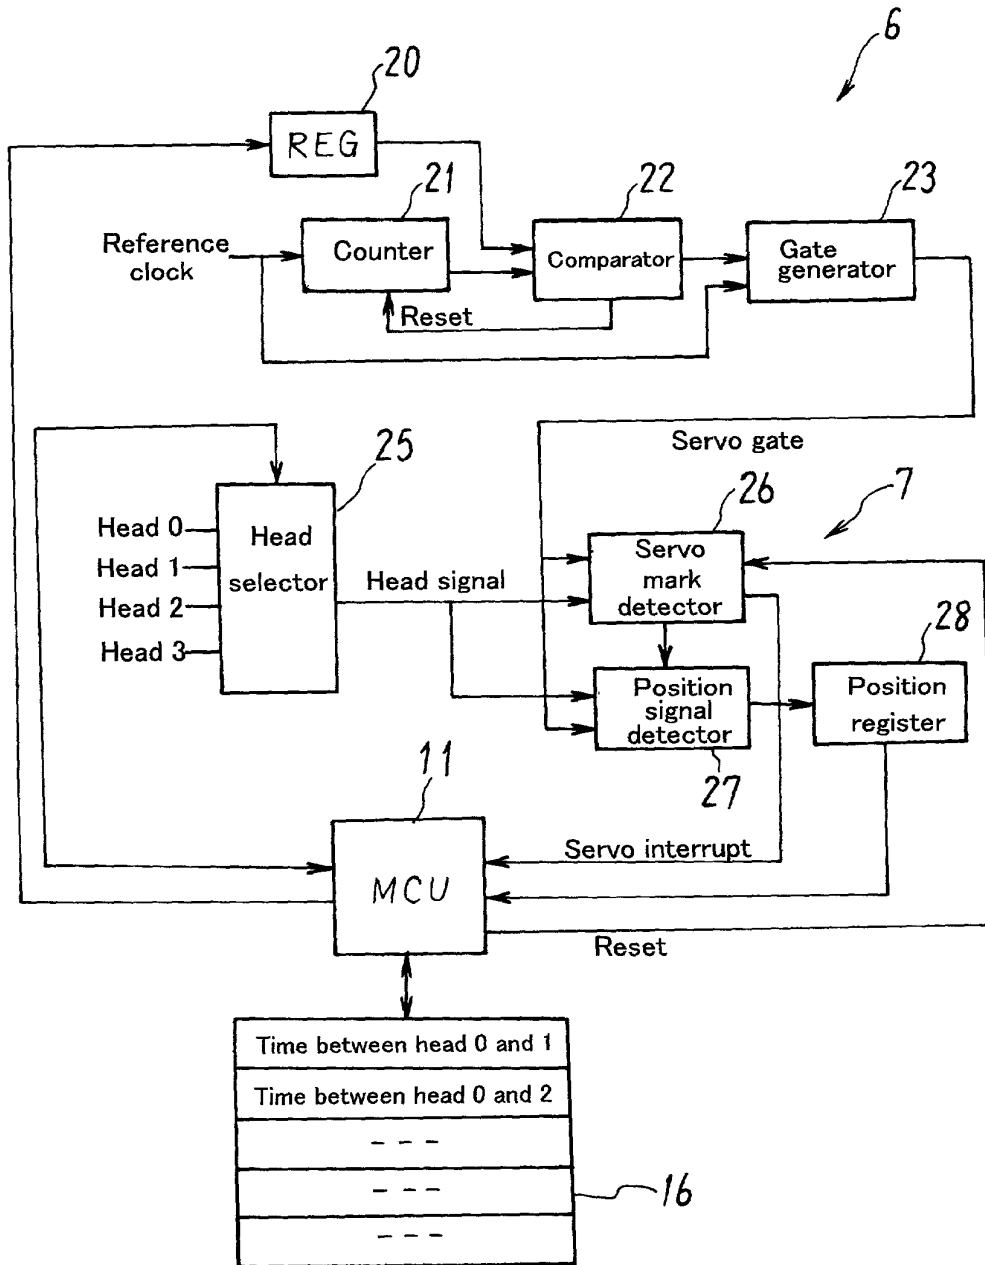 6
20
REG
21
22
23
Reference
clock
Counter
Comparator
Gate
generator
Reset
Servo gate
25
26
7
Head 0
Head 1
Head 2
Head 3
Head
selector
Head signal
Servo
mark
detector
28
Position
signal
detector
Position
register
27
11
MCU
Servo interrupt
Reset
Time between head 0 and 1
Time between head 0 and 2
- - -
- - -
- - -
16